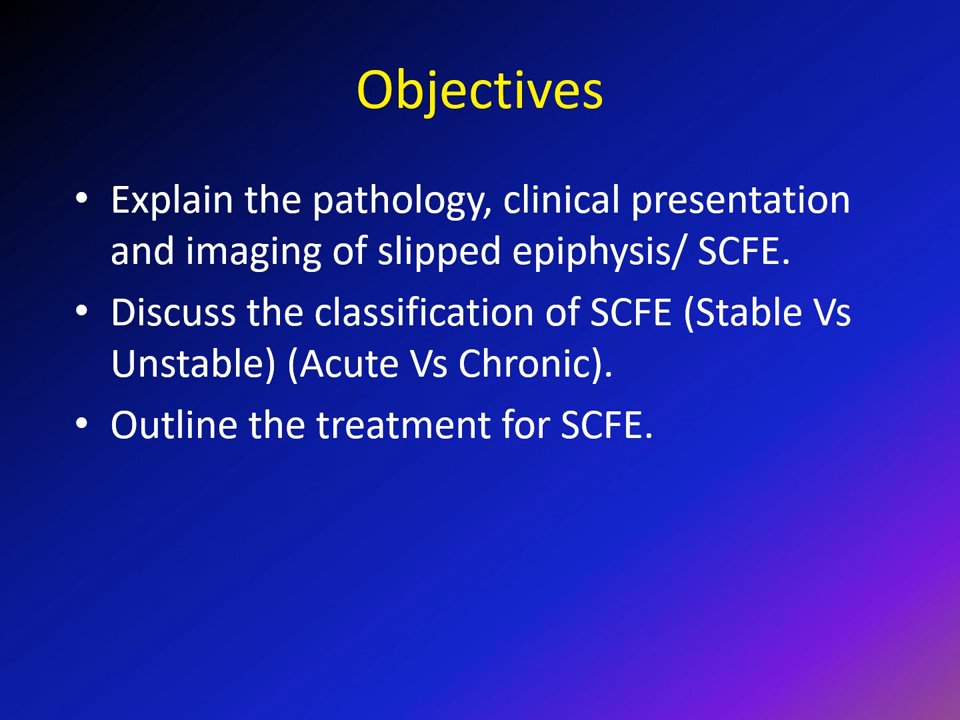 Objectives
• Explain the pathology, clinical presentation
and imaging of slipped epiphysis/ SCFE.
• Discuss the classification of SCFE (Stable Vs
Unstable) (Acute Vs Chronic).
• Outline the treatment for SCFE.